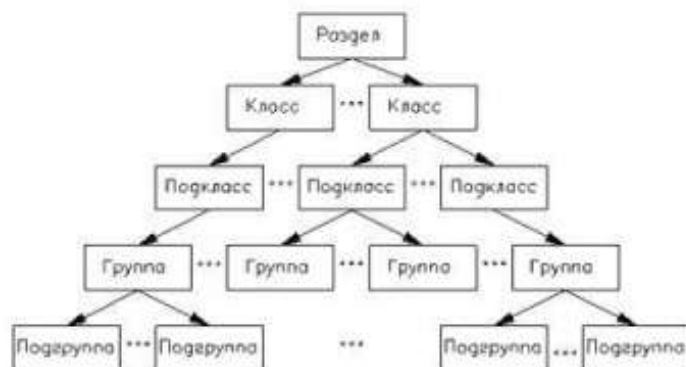 Раздел
Класс ... Класс
Подкласс ... Подкласс ... Подкласс
Группа ... Группа ... Группа ... Группа
Подгруппа ... Подгруппа ... Подгруппа ... Подгруппа